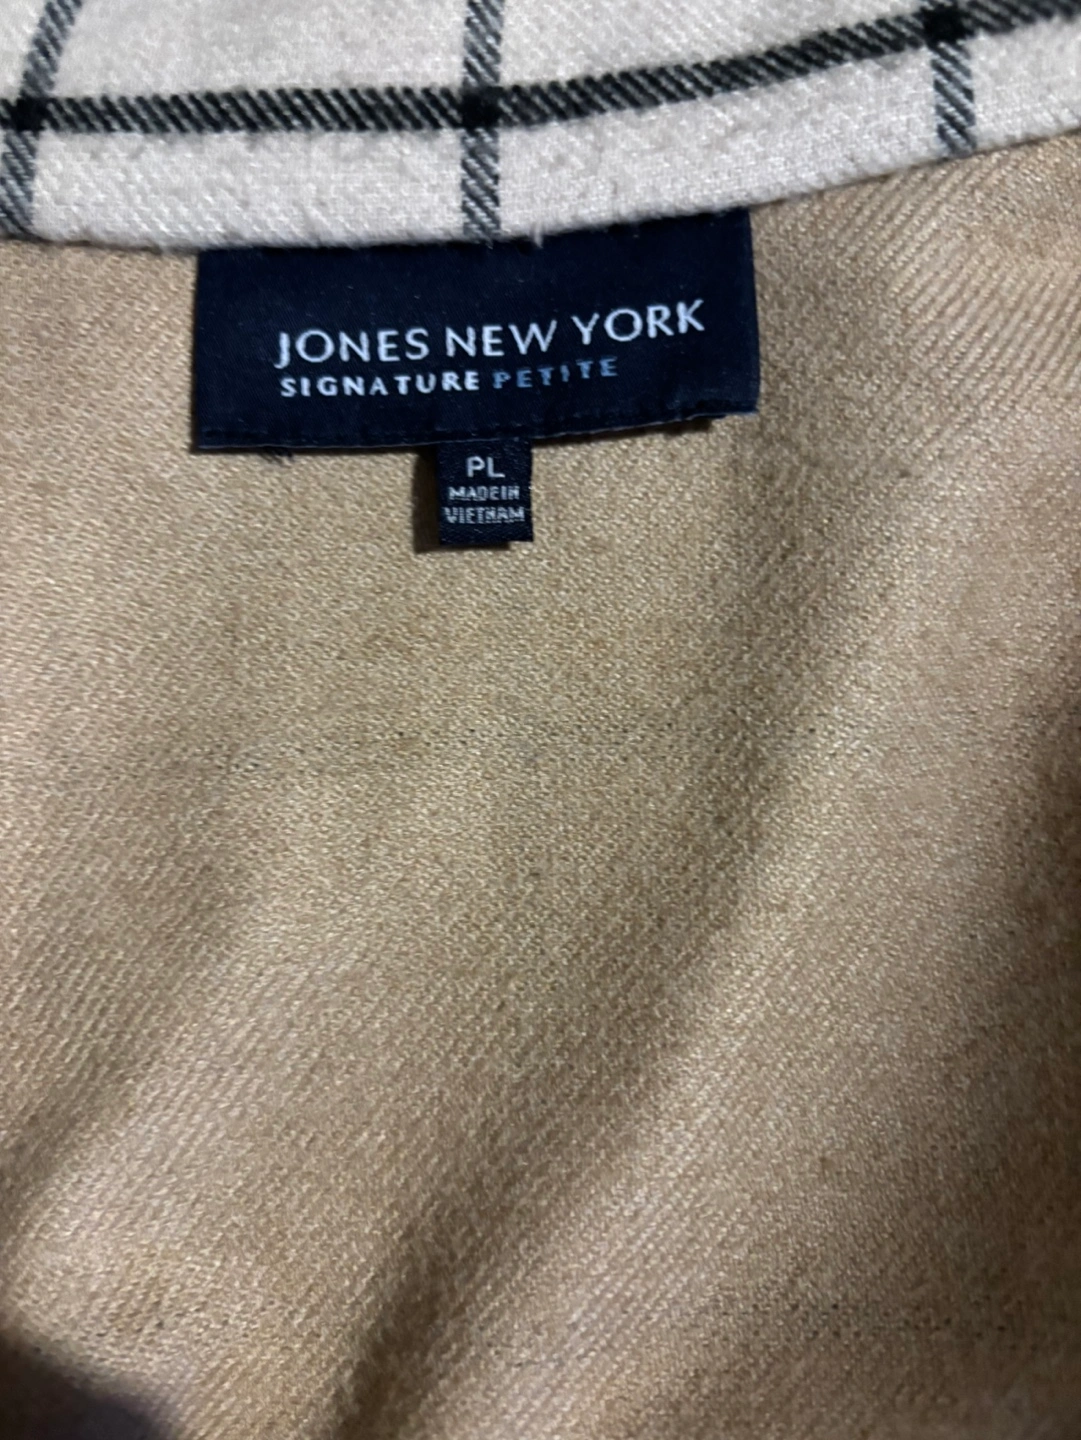 JONES NEW YORK
SIGNATURE PETITE
PL
MADE IN
VIETNAM